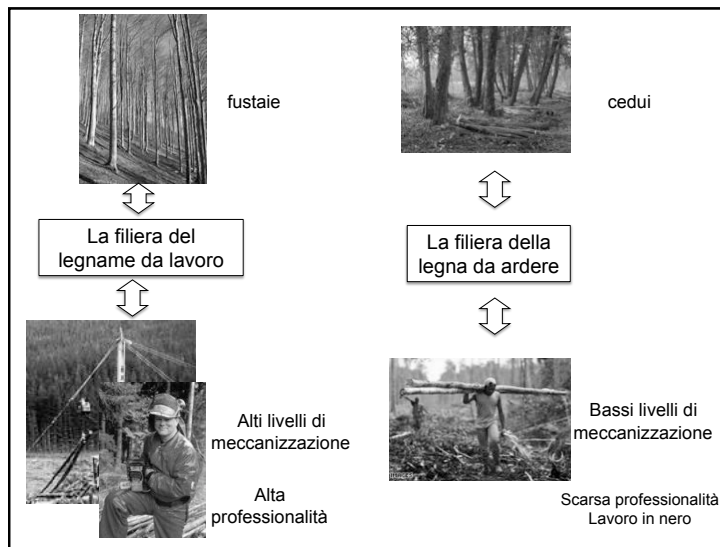 fustaie
cedui
La filiera del
legname da lavoro
La filiera della
legna da ardere
Alti livelli di
meccanizzazione
Alta
professionalità
Bassi livelli di
meccanizzazione
Scarsa professionalità
Lavoro in nero